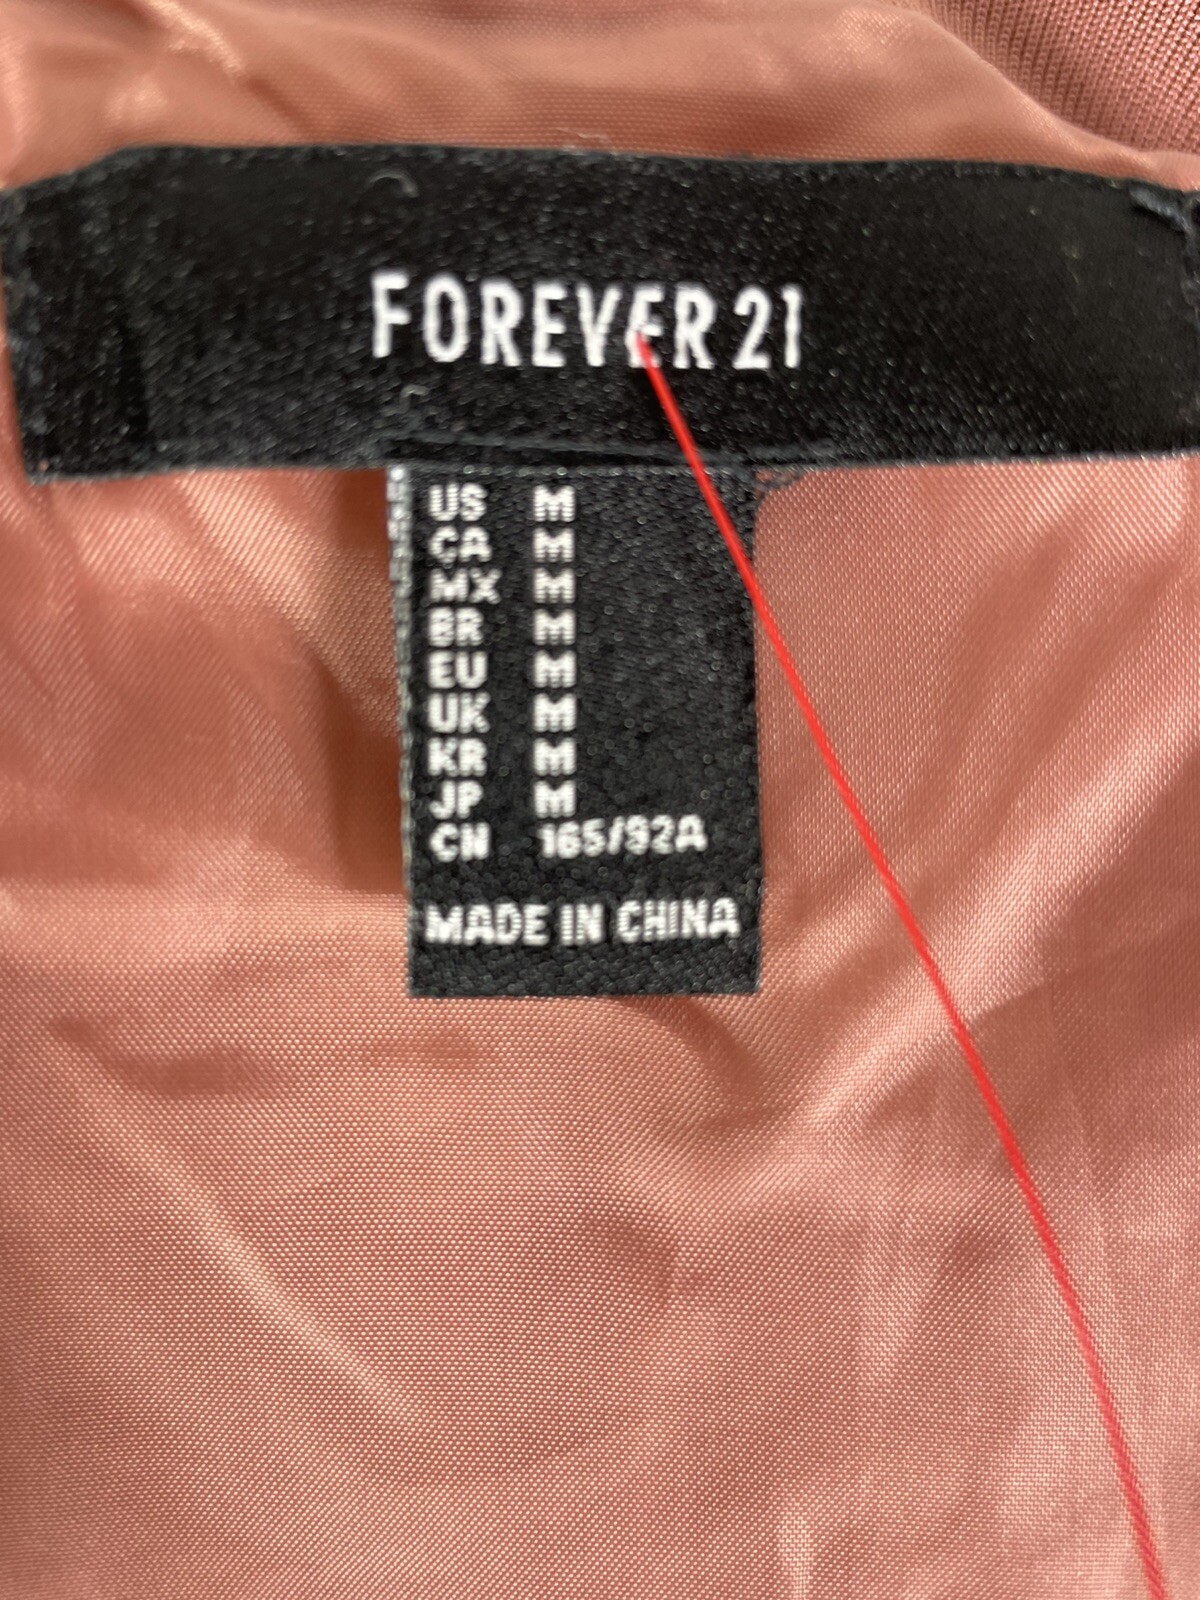 FOREVER 21
US M
CA M
MX M
BR M
EU M
UK M
KR M
JP M
CN 165/92A
MADE IN CHINA